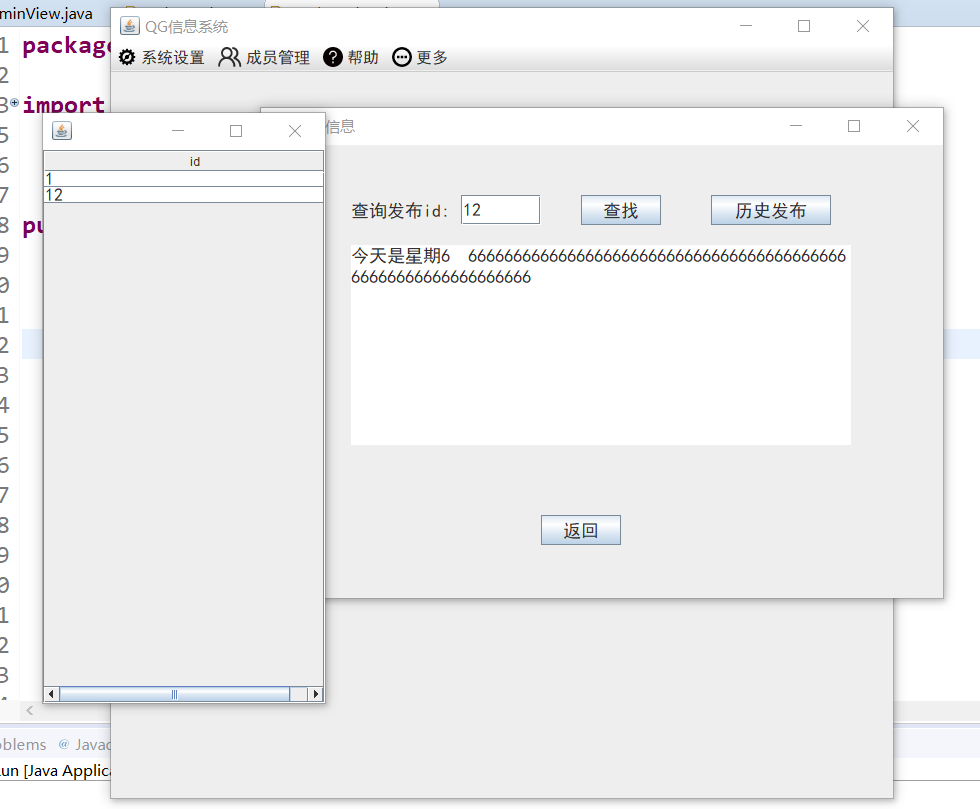 minView.java
QG信息系统
系统设置 成员管理 帮助 更多
1 package
2
3 import
5
6
7
8 pu
9
0
1
2
3
4
5
6
7
8
9
0
1
2
3
id
1
12
信息
查询发布id: 12 查找 历史发布
今天是星期6  666666666666666666666666666666666666666666
66666666666666666666
返回
oblems @ Javad
un [Java Applica